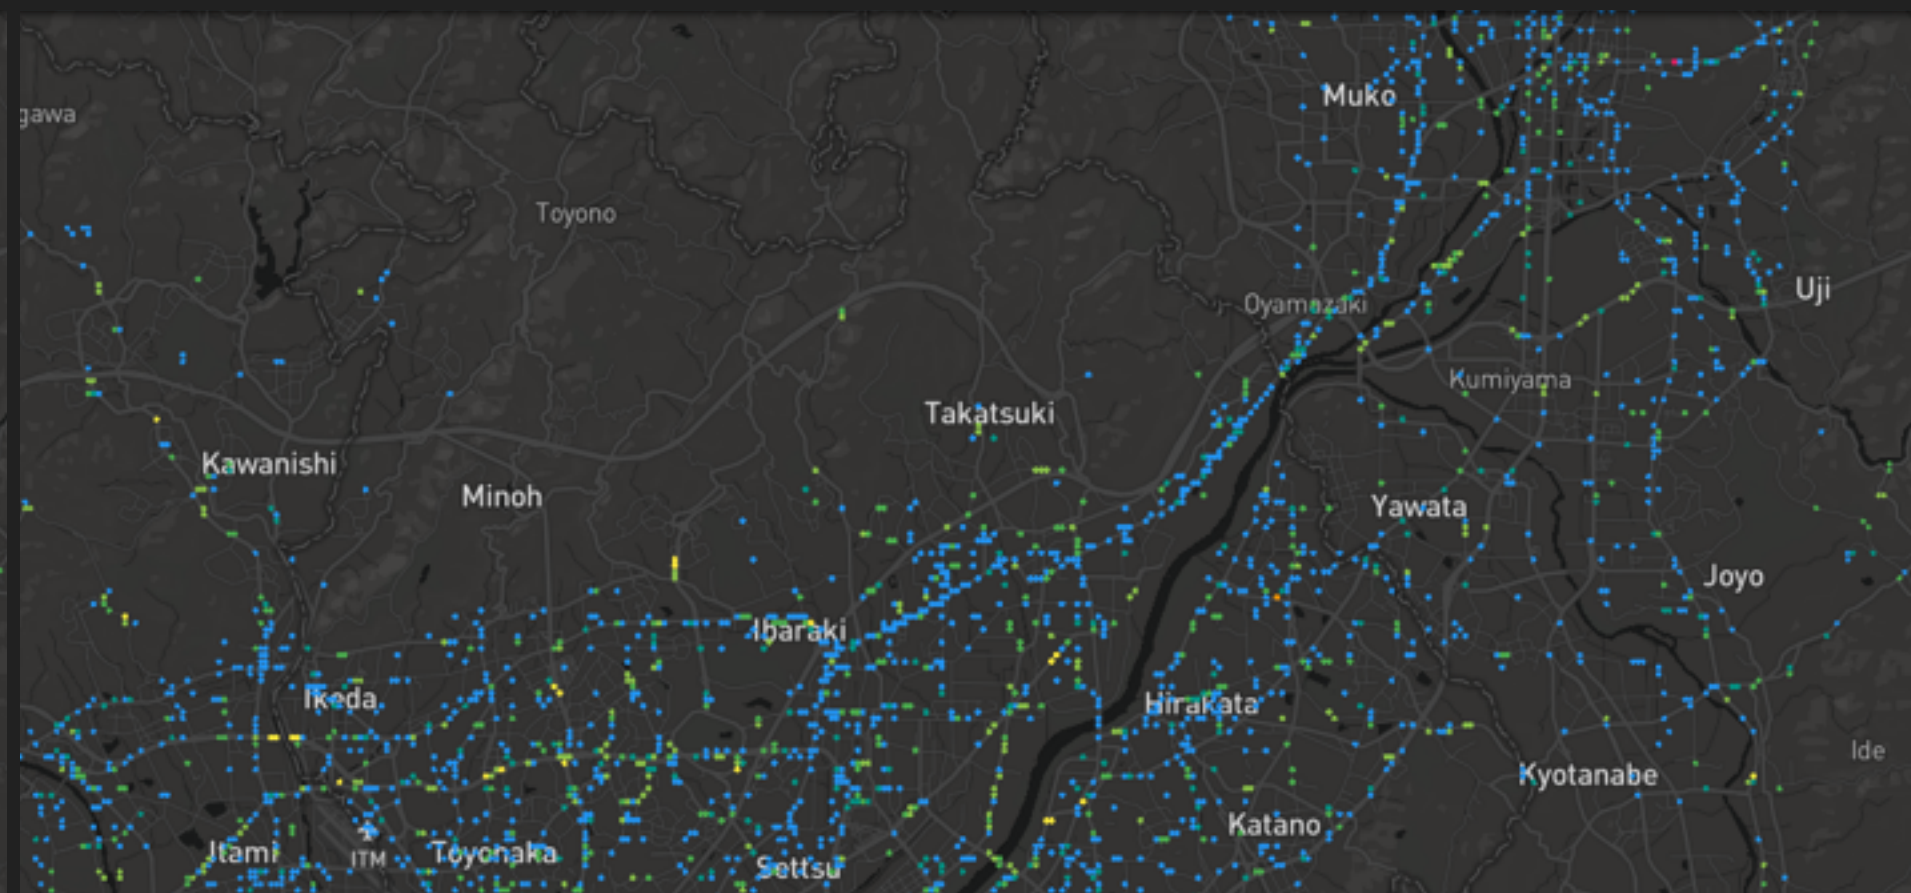 Muko
gawa
Toyono
Uji
Oyamazaki
Kumiyama
Takatsuki
Kawanishi
Minoh
Yawata
Joyo
Ibaraki
Ikeda
Hirakata
Ide
Kyotanabe
Katano
Itami
ITM
Toyonaka
Settsu